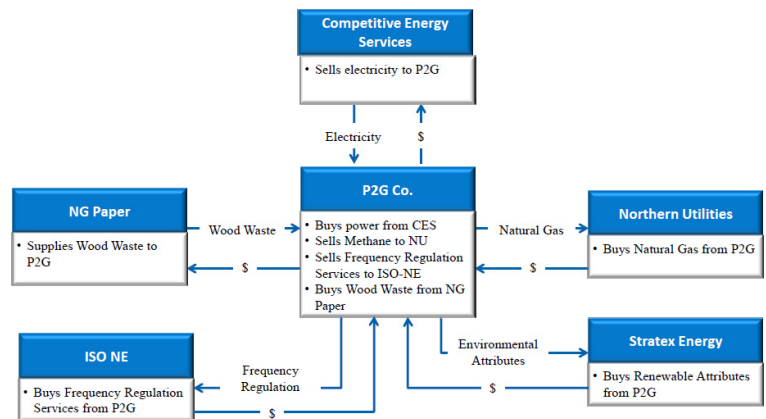 Competitive Energy
Services
• Sells electricity to P2G
Electricity
$
P2G Co.
• Buys power from CES
• Sells Methane to NU
• Sells Frequency Regulation
Services to ISO-NE
• Buys Wood Waste from NG
Paper
NG Paper
• Supplies Wood Waste to
P2G
Wood Waste
$
Natural Gas
$
Northern Utilities
• Buys Natural Gas from P2G
ISO NE
• Buys Frequency Regulation
Services from P2G
Frequency
Regulation
$
Environmental
Attributes
$
Stratex Energy
• Buys Renewable Attributes
from P2G